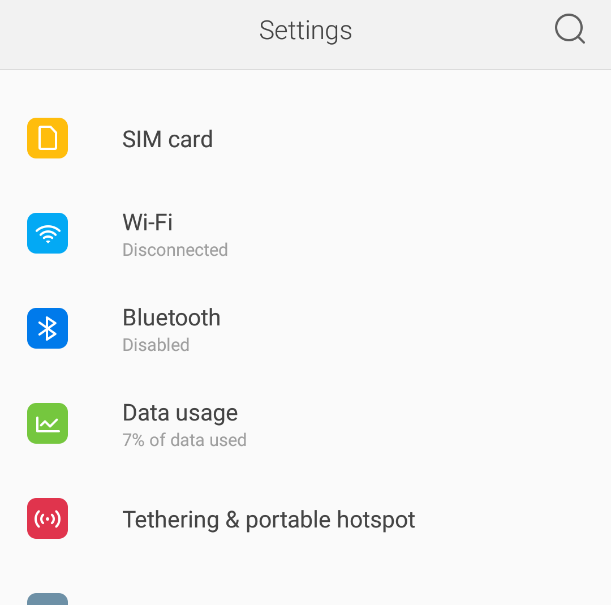 Settings
SIM card
Wi-Fi
Disconnected
Bluetooth
Disabled
Data usage
7% of data used
Tethering & portable hotspot